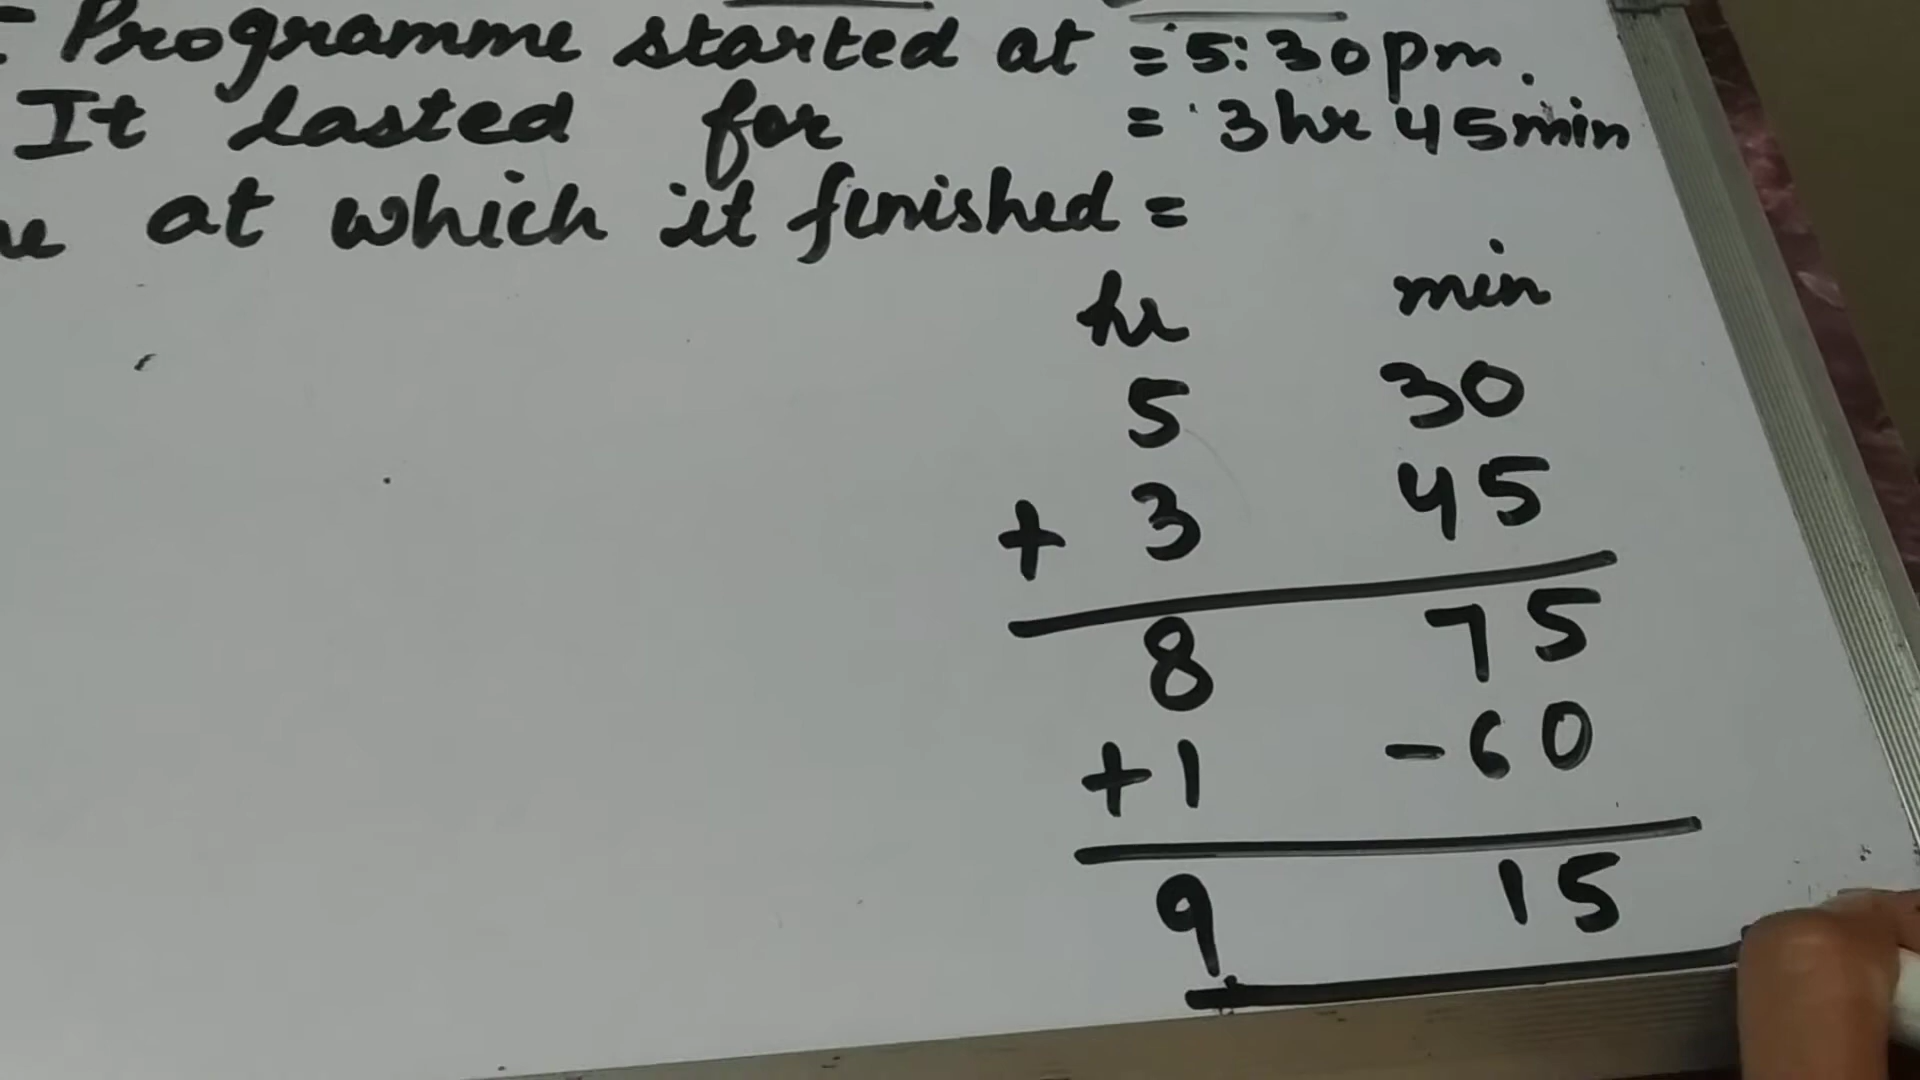 Programme started at = 5:30pm.
It lasted for = 3hr 45min
at which it finished =
hr min
5 30
+ 3 45
8 75
+1 -60
9 15